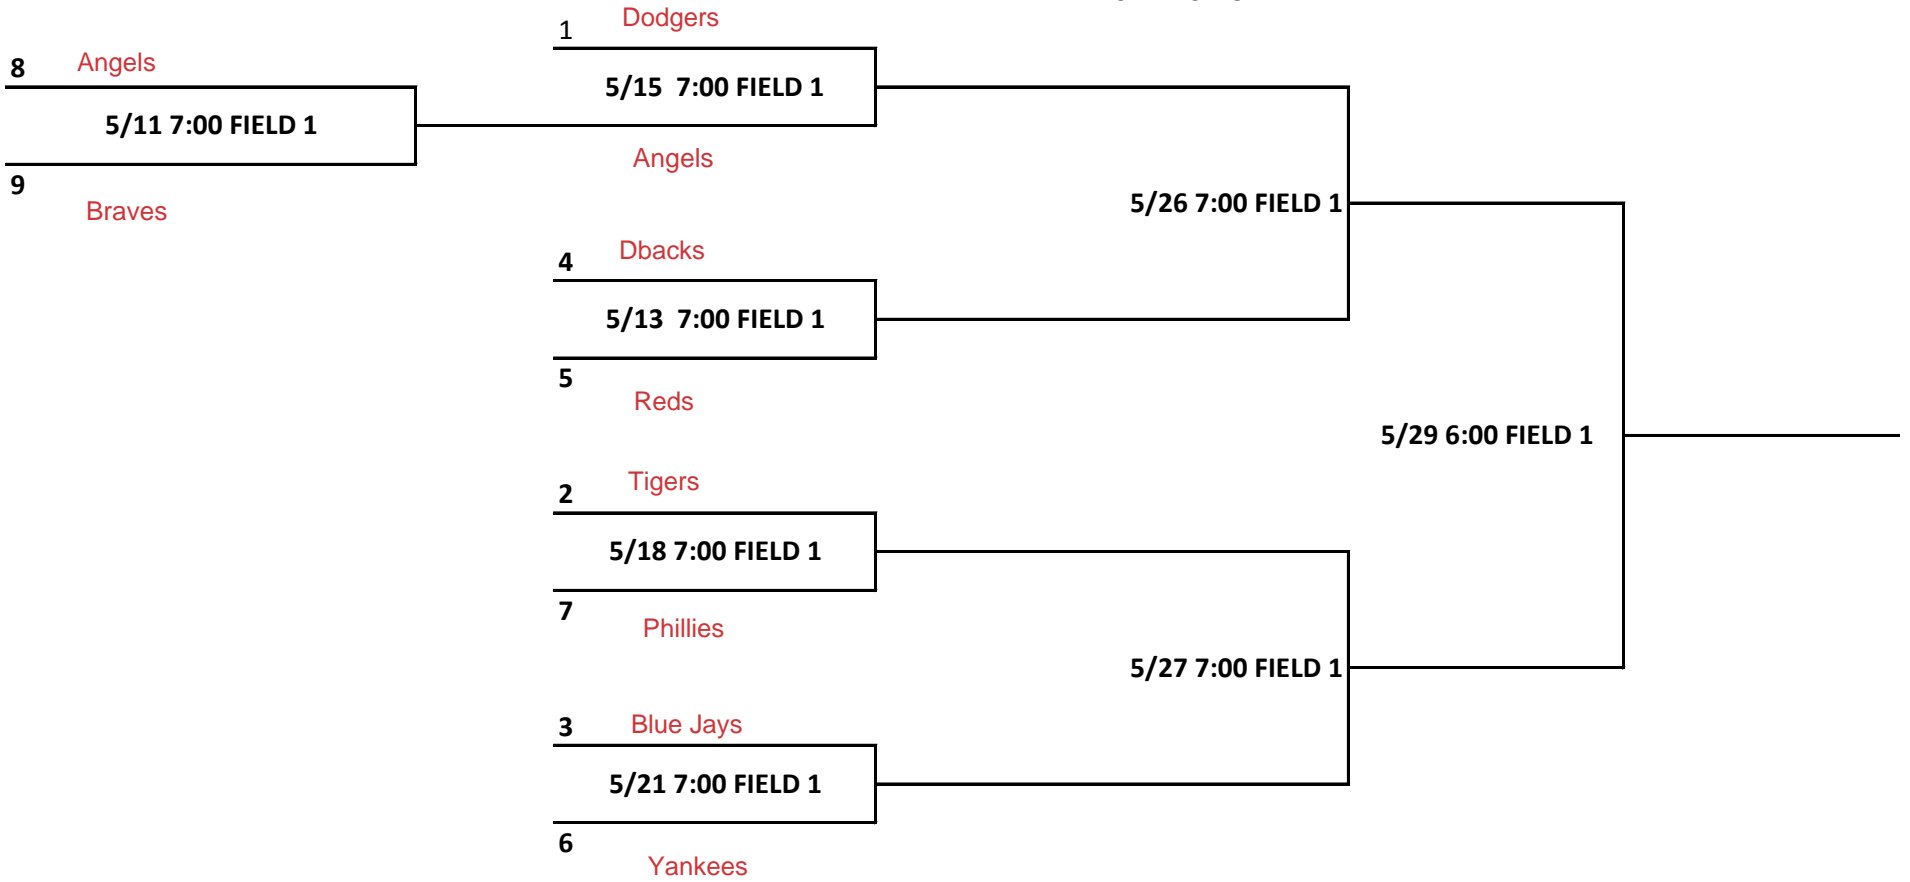 1 Dodgers
8 Angels
5/15 7:00 FIELD 1
5/11 7:00 FIELD 1
Angels
9
Braves
5/26 7:00 FIELD 1
4 Dbacks
5/13 7:00 FIELD 1
5
Reds
5/29 6:00 FIELD 1
2 Tigers
5/18 7:00 FIELD 1
7
Phillies
5/27 7:00 FIELD 1
3 Blue Jays
5/21 7:00 FIELD 1
6
Yankees